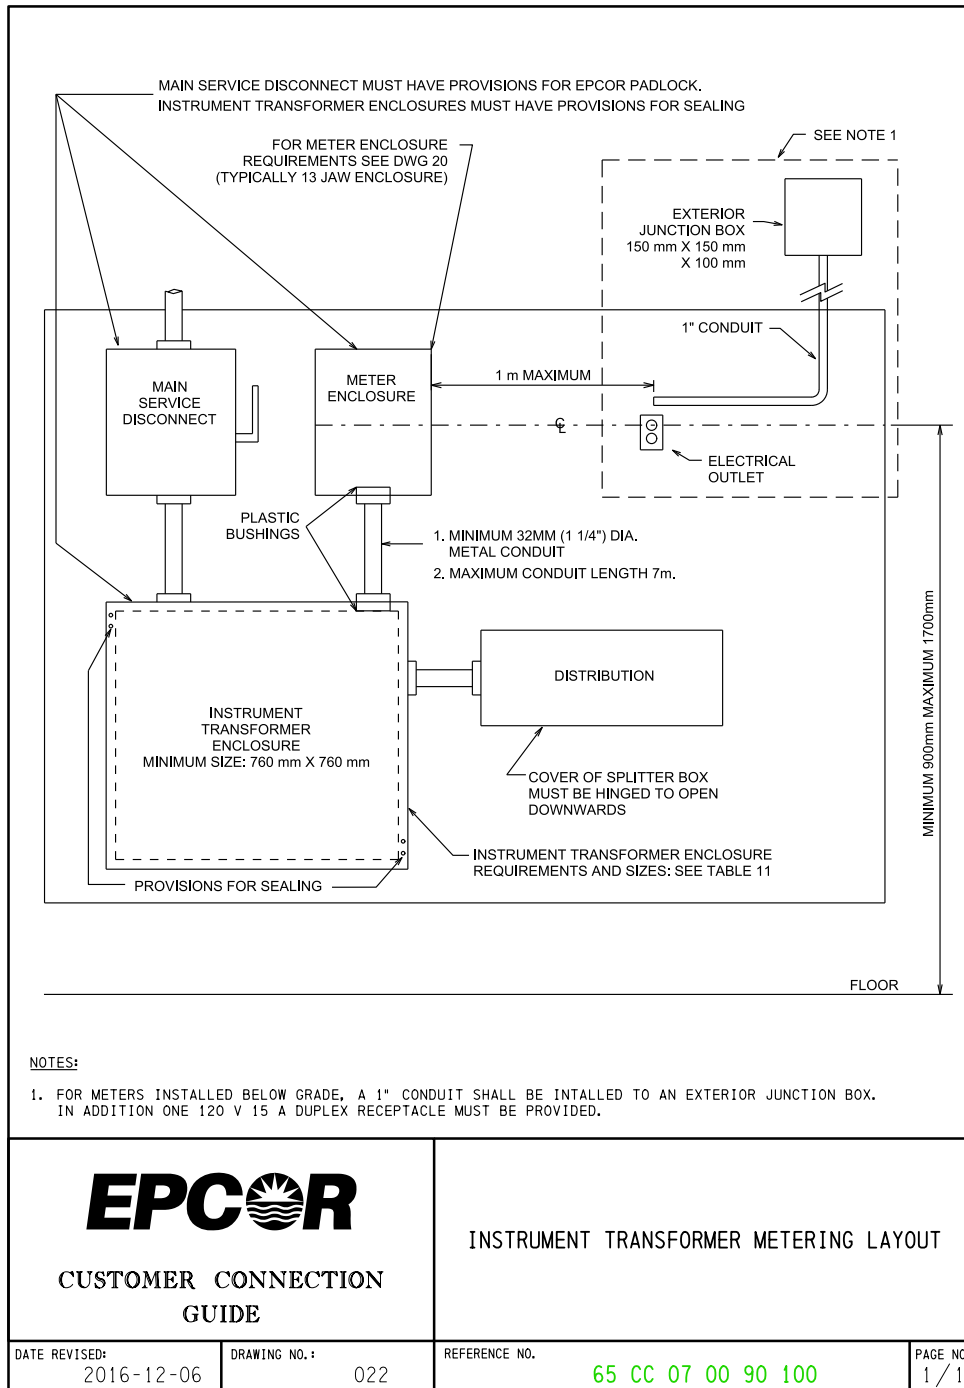 MAIN SERVICE DISCONNECT MUST HAVE PROVISIONS FOR EPCOR PADLOCK.
INSTRUMENT TRANSFORMER ENCLOSURES MUST HAVE PROVISIONS FOR SEALING
FOR METER ENCLOSURE
REQUIREMENTS SEE DWG 20
(TYPICALLY 13 JAW ENCLOSURE)
SEE NOTE 1
EXTERIOR
JUNCTION BOX
150 mm X 150 mm
X 100 mm
1" CONDUIT
MAIN
SERVICE
DISCONNECT
METER
ENCLOSURE
1 m MAXIMUM
CL
ELECTRICAL
OUTLET
PLASTIC
BUSHINGS
1. MINIMUM 32MM (1 1/4") DIA.
METAL CONDUIT
2. MAXIMUM CONDUIT LENGTH 7m.
MINIMUM 900mm MAXIMUM 1700mm
DISTRIBUTION
INSTRUMENT
TRANSFORMER
ENCLOSURE
MINIMUM SIZE: 760 mm X 760 mm
COVER OF SPLITTER BOX
MUST BE HINGED TO OPEN
DOWNWARDS
INSTRUMENT TRANSFORMER ENCLOSURE
REQUIREMENTS AND SIZES: SEE TABLE 11
PROVISIONS FOR SEALING
FLOOR
NOTES:
1. FOR METERS INSTALLED BELOW GRADE, A 1" CONDUIT SHALL BE INTALLED TO AN EXTERIOR JUNCTION BOX.
IN ADDITION ONE 120 V 15 A DUPLEX RECEPTACLE MUST BE PROVIDED.
EPCOR
CUSTOMER CONNECTION
GUIDE
INSTRUMENT TRANSFORMER METERING LAYOUT
DATE REVISED:
2016-12-06
DRAWING NO.:
022
REFERENCE NO.
65 CC 07 00 90 100
PAGE NO
1/1